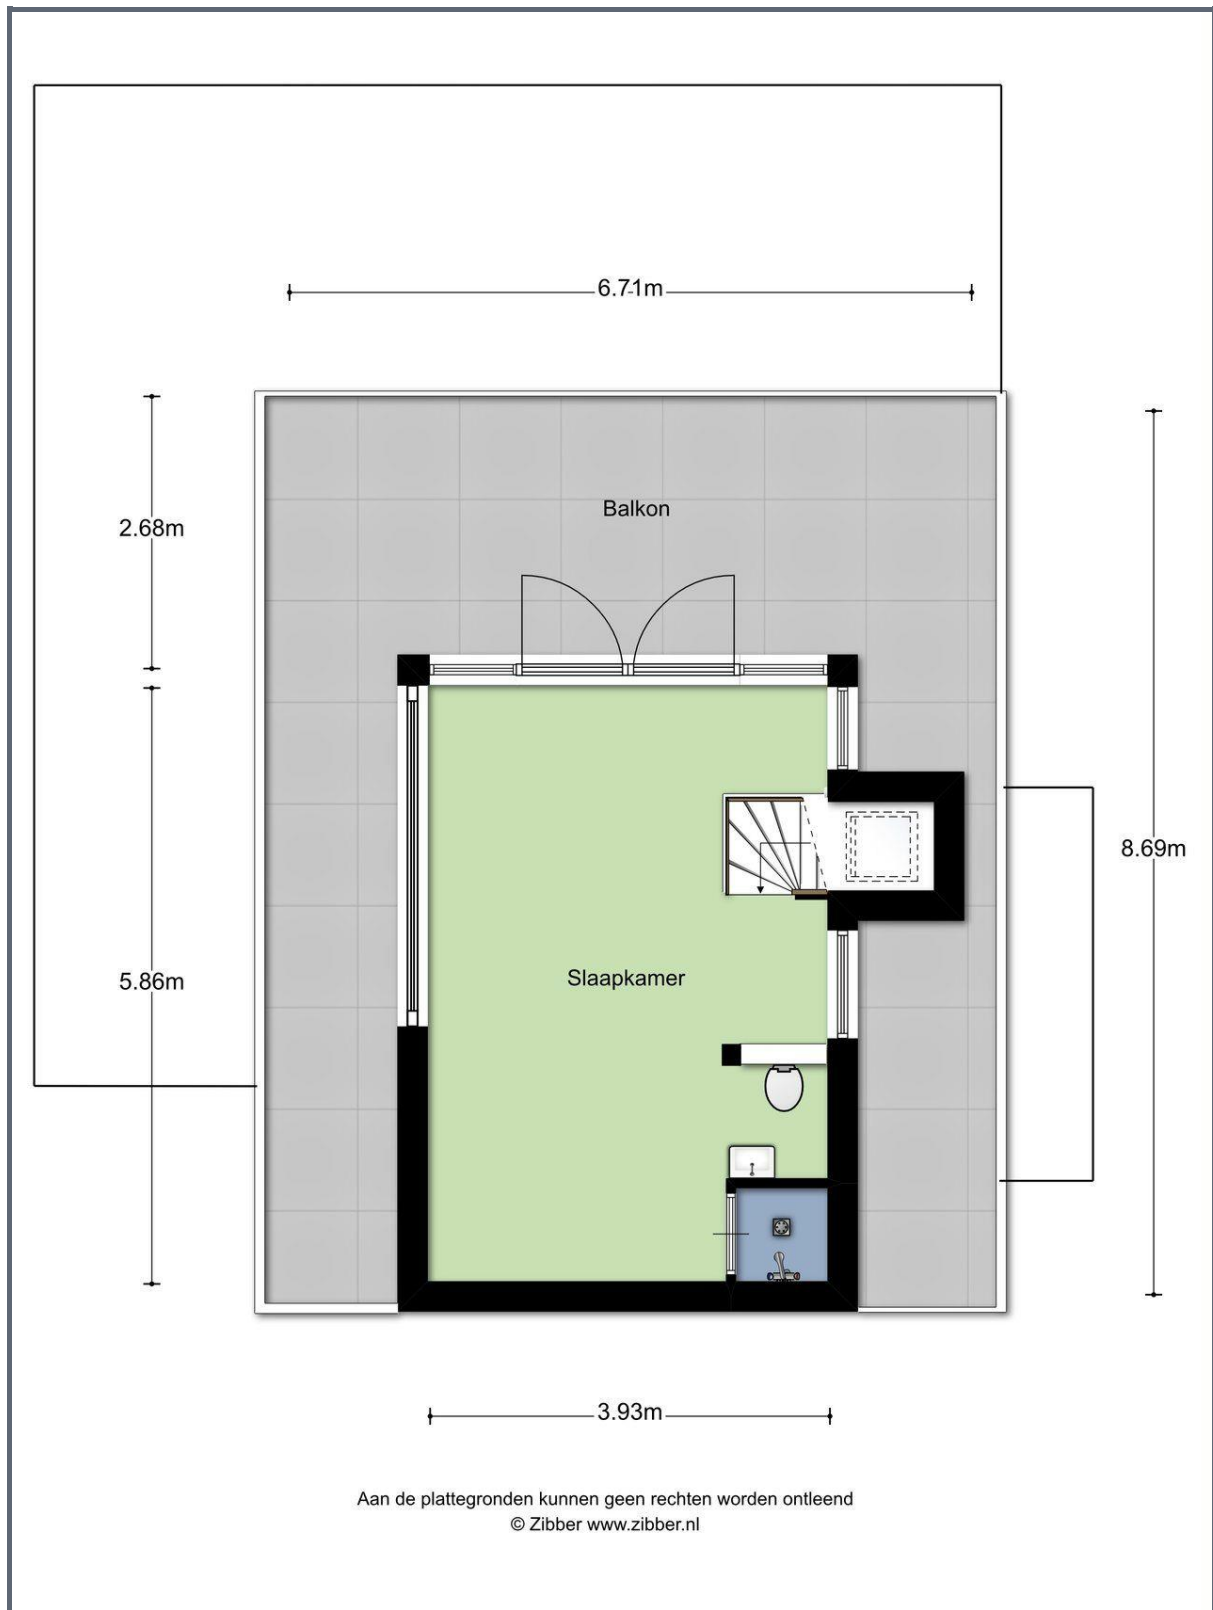 6.71m
2.68m
Balkon
8.69m
5.86m
Slaapkamer
3.93m
Aan de plattegronden kunnen geen rechten worden ontleend
© Zibber www.zibber.nl